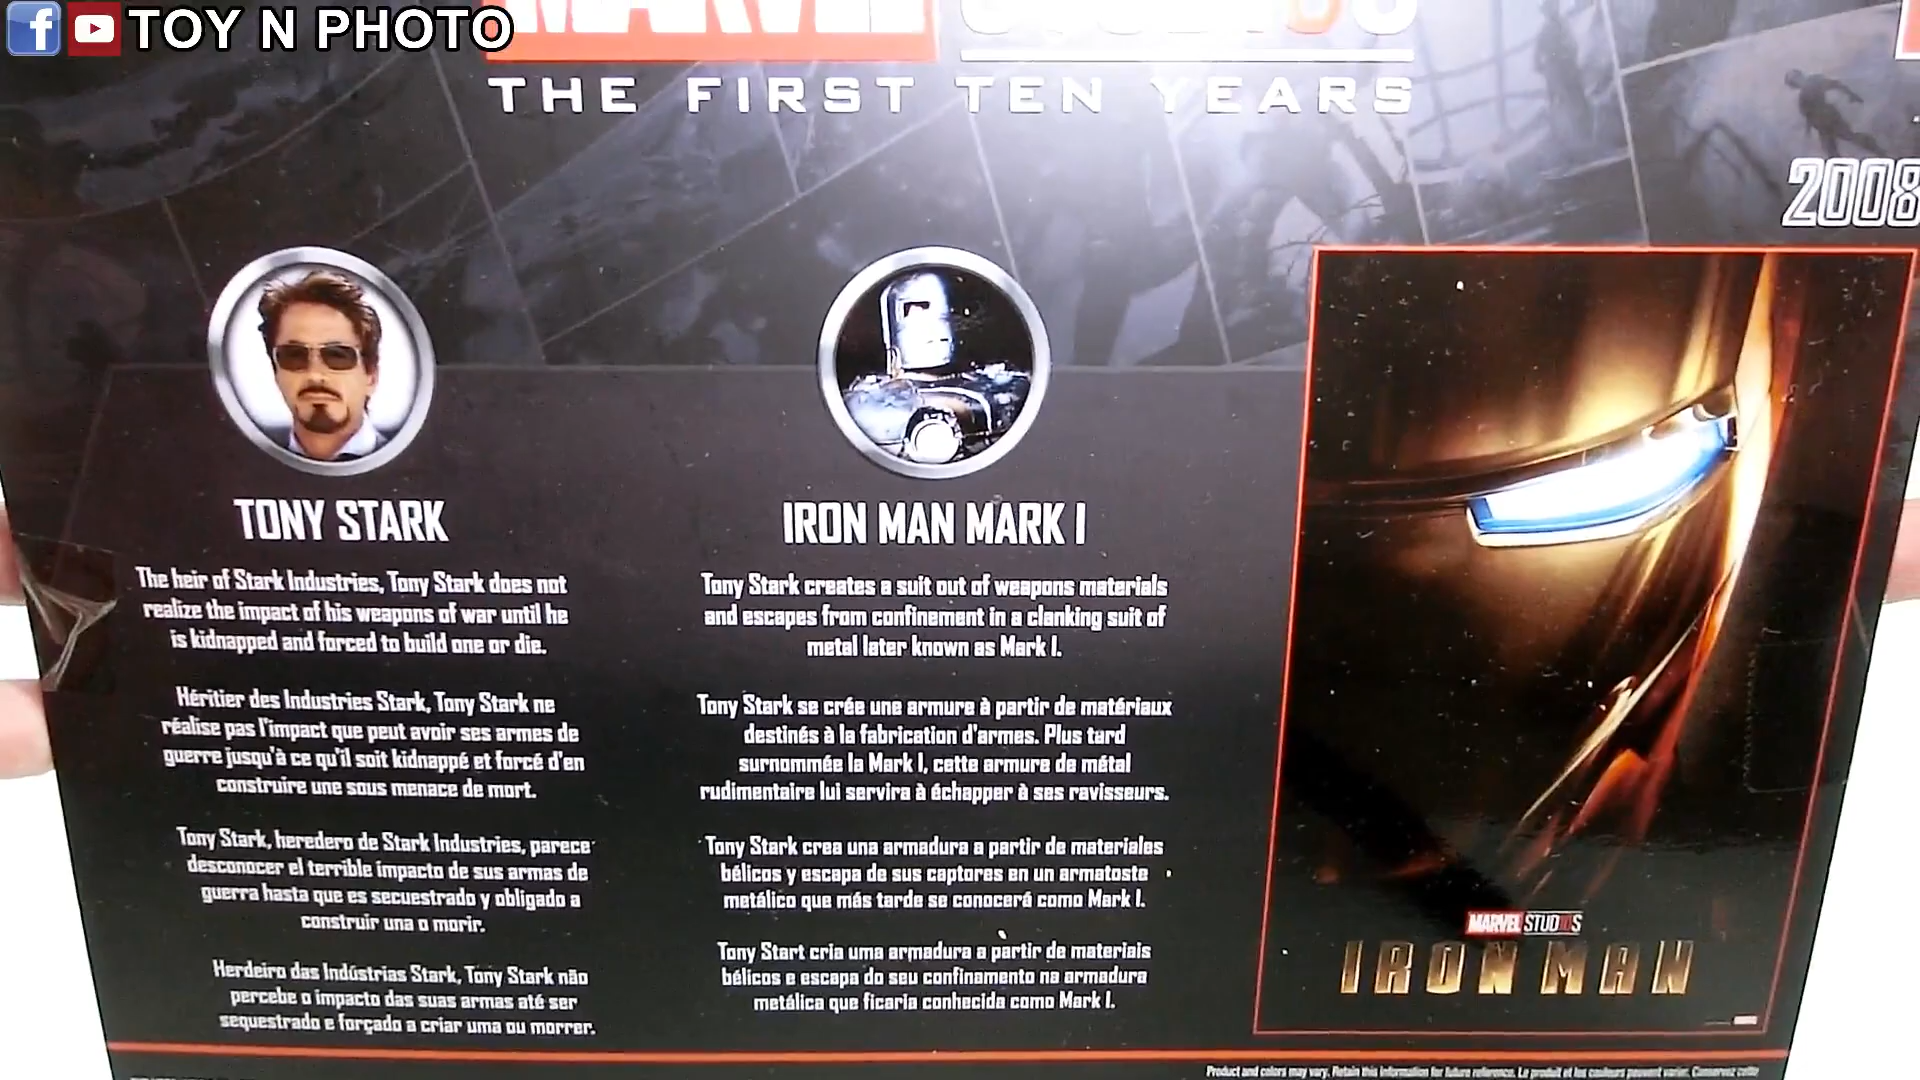 TOY N PHOTO
MARVEL STUDIOS
THE FIRST TEN YEARS
2008
TONY STARK
The heir of Stark Industries, Tony Stark does not
realize the impact of his weapons of war until he
is kidnapped and forced to build one or die.
Héritier des Industries Stark, Tony Stark ne
réalise pas l'impact que peut avoir ses armes de
guerre jusqu'à ce qu'il soit kidnappé et forcé d'en
construire une sous menace de mort.
Tony Stark, heredero de Stark Industries, parece
desconocer el terrible impacto de sus armas de
guerra hasta que es secuestrado y obligado a
construir una o morir.
Herdeiro das Indústrias Stark, Tony Stark não
percebe o impacto das suas armas até ser
sequestrado e forçado a criar uma ou morrer.
IRON MAN MARK I
Tony Stark creates a suit out of weapons materials
and escapes from confinement in a clanking suit of
metal later known as Mark I.
Tony Stark se crée une armure à partir de matériaux
destinés à la fabrication d'armes. Plus tard
surnommée la Mark I, cette armure de métal
rudimentaire lui servira à échapper à ses ravisseurs.
Tony Stark crea una armadura a partir de materiales
bélicos y escapa de sus captores en un armatoste
metálico que más tarde se conocerá como Mark I.
Tony Start cria uma armadura a partir de materiais
bélicos e escapa do seu confinamento na armadura
metálica que ficaria conhecida como Mark I.
MARVEL STUDIOS
IRON MAN
Product and colors may vary. Retain this information for future reference. Le produit et les couleurs peuvent varier. Conservez cette